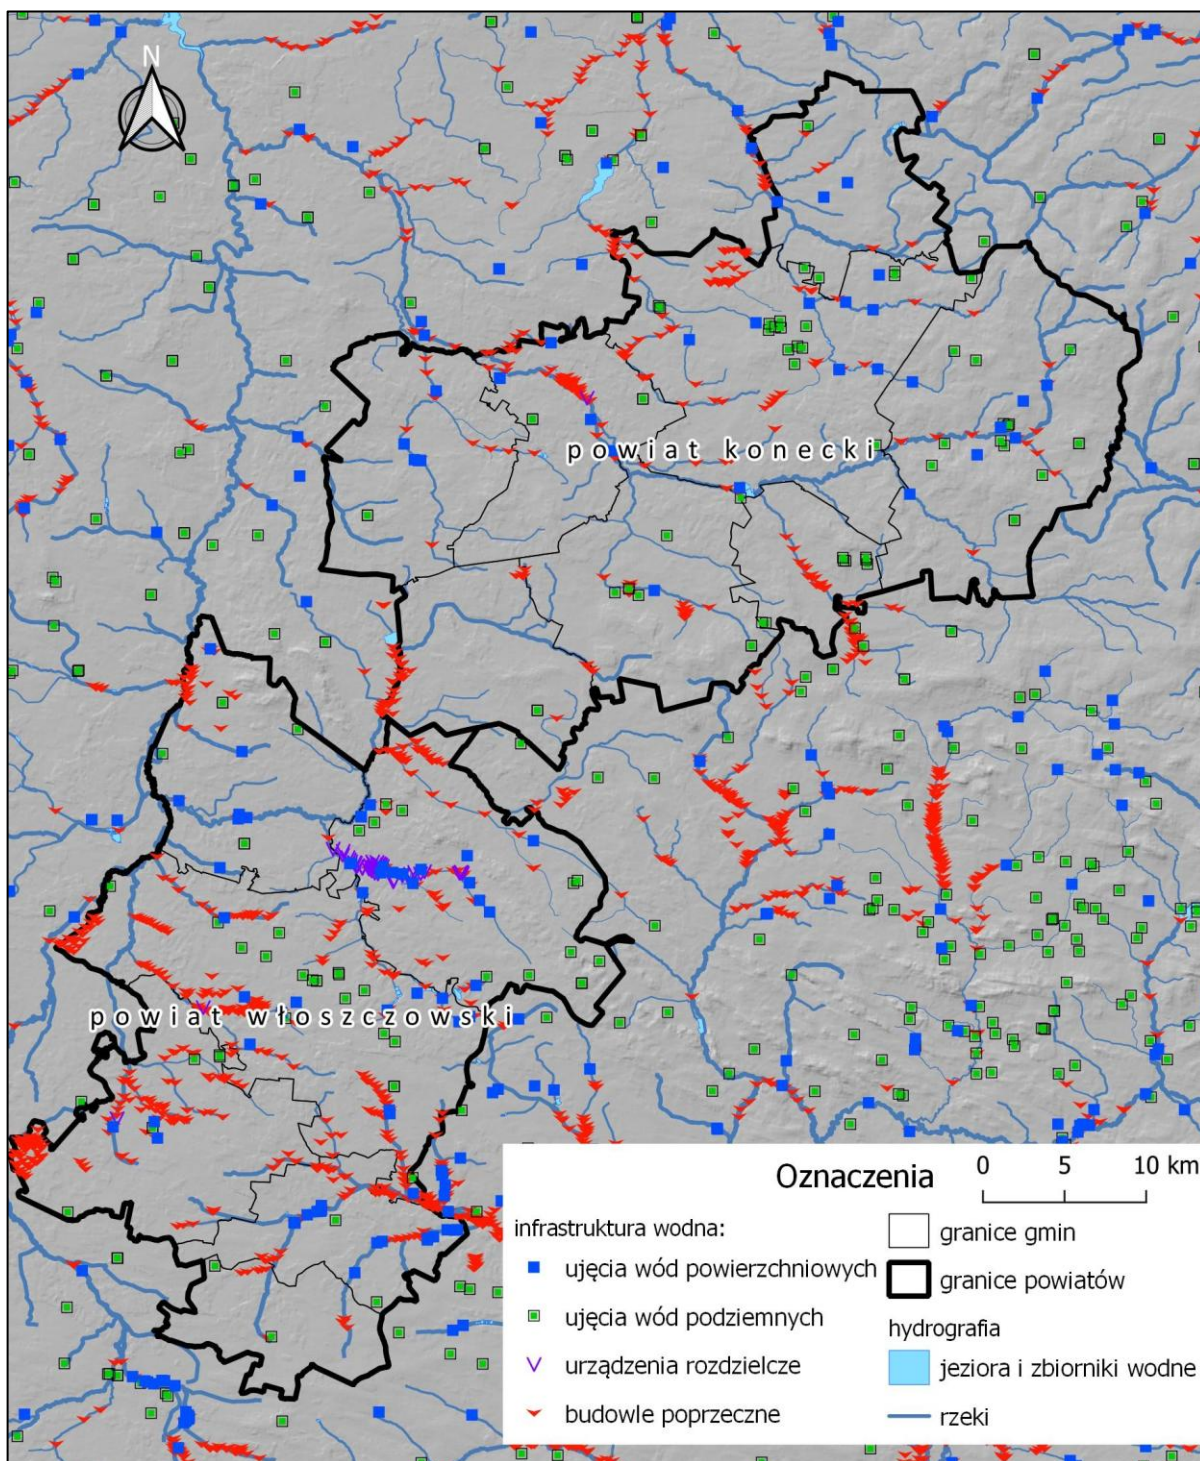 N
powiat konecki
powiat włoszczowski
Oznaczenia
0 5 10 km
infrastruktura wodna:
ujęcia wód powierzchniowych
ujęcia wód podziemnych
urządzenia rozdzielcze
budowle poprzeczne
granice gmin
granice powiatów
hydrografia
jeziora i zbiorniki wodne
rzeki